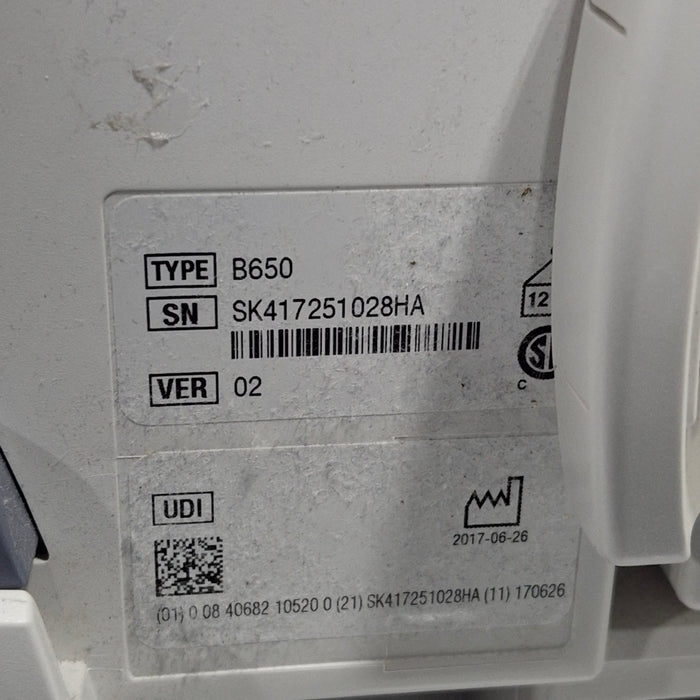 TYPE B650
SN SK417251028HA
12
C
VER 02
UDI
2017-06-26
(01) 0 08 40682 10520 0 (21) SK417251028HA (11) 170626